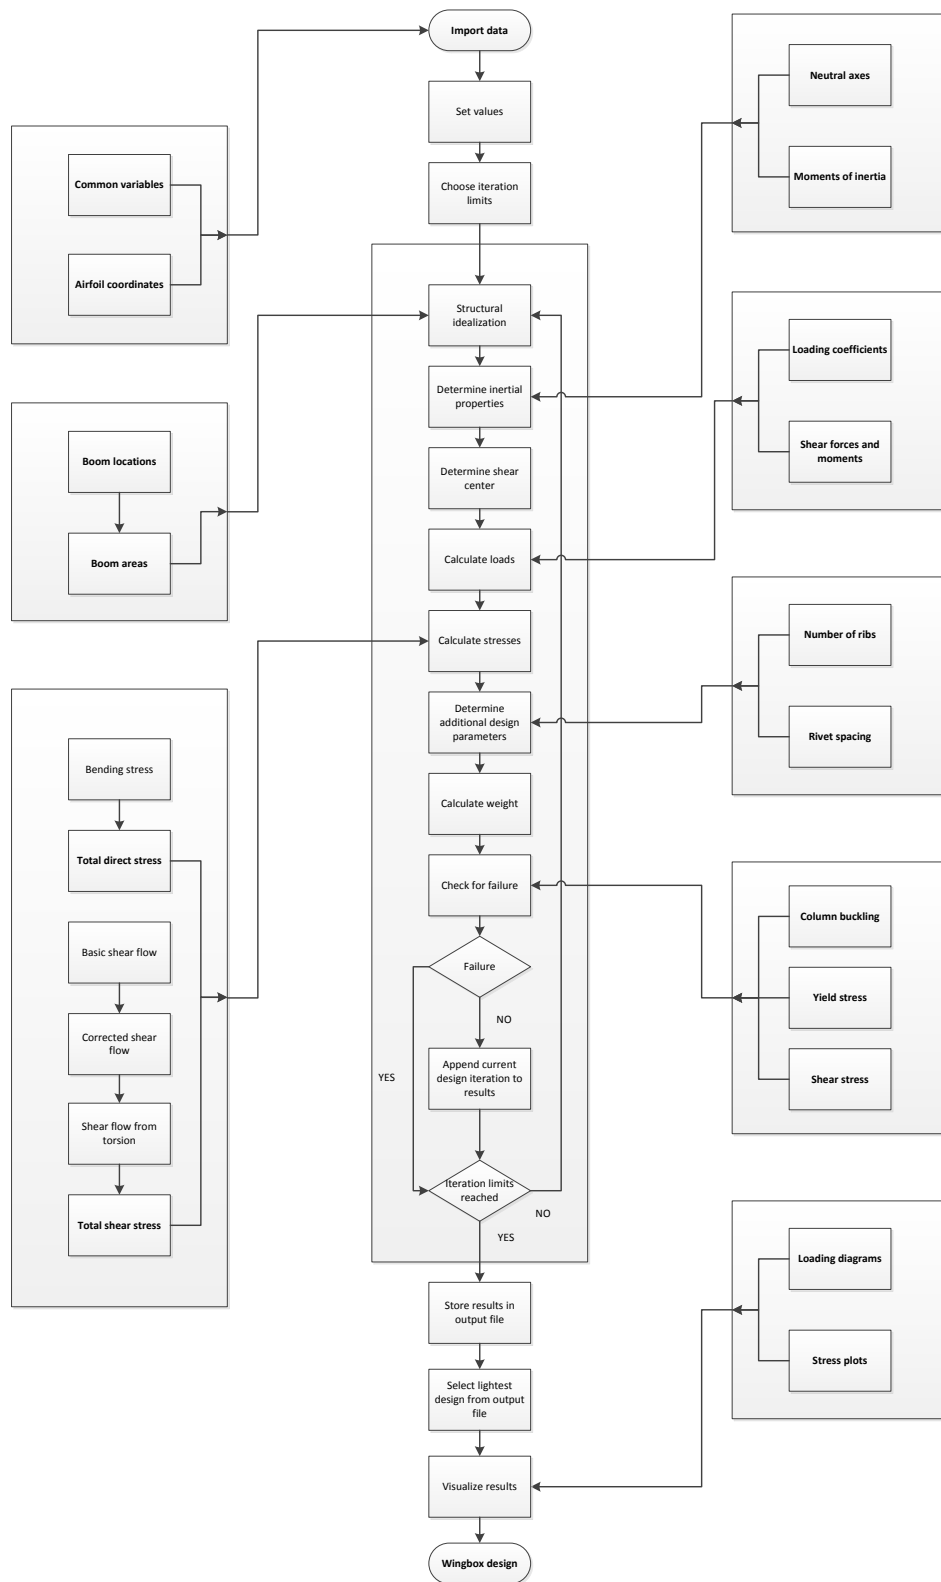 Import data
Set values
Choose iteration
limits
Common variables
Airfoil coordinates
Boom locations
Boom areas
Bending stress
Total direct stress
Basic shear flow
Corrected shear
flow
Shear flow from
torsion
Total shear stress
Structural
idealization
Determine inertial
properties
Determine shear
center
Calculate loads
Calculate stresses
Determine
additional design
parameters
Calculate weight
Check for failure
Failure
NO
YES
Append current
design iteration to
results
Iteration limits
reached
NO
YES
Store results in
output file
Select lightest
design from output
file
Visualize results
Wingbox design
Neutral axes
Moments of inertia
Loading coefficients
Shear forces and
moments
Number of ribs
Rivet spacing
Column buckling
Yield stress
Shear stress
Loading diagrams
Stress plots